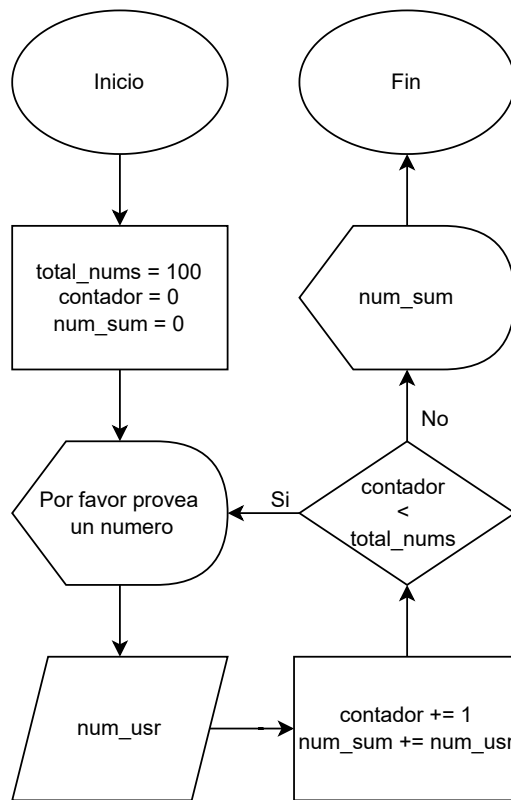 Inicio
total_nums = 100
contador = 0
num_sum = 0
Por favor provea
un numero
num_usr
contador += 1
num_sum += num_usr
contador
<
total_nums
Si
No
num_sum
Fin